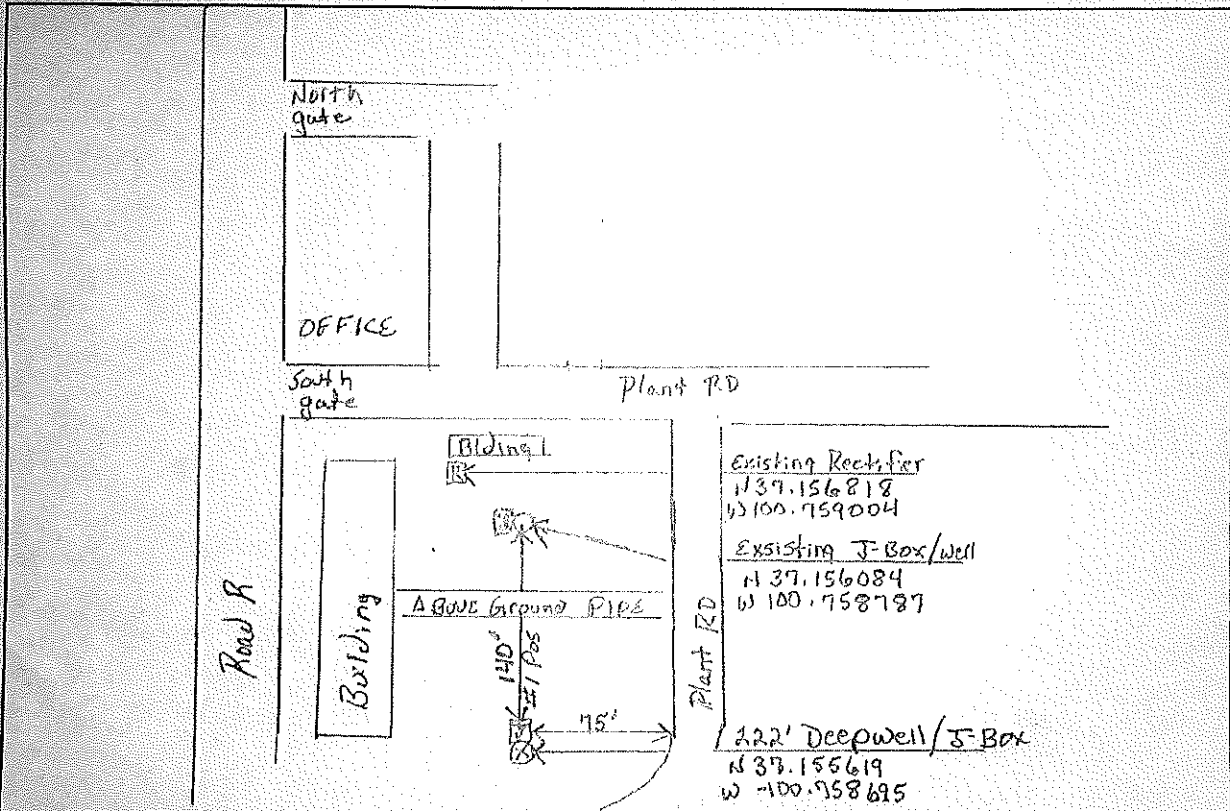 North
gate
OFFICE
South
gate
Plant RD
Blding 1
Existing Rectifier
N 37.156818
W 100.759004
Exsisting J-Box/well
N 37.156084
W 100.758787
ABOVE Ground PIPE
Road R
Building
140'
#1 Pos
75'
Plant RD
222' Deepwell/J-Box
N 37.155619
W -100.758695